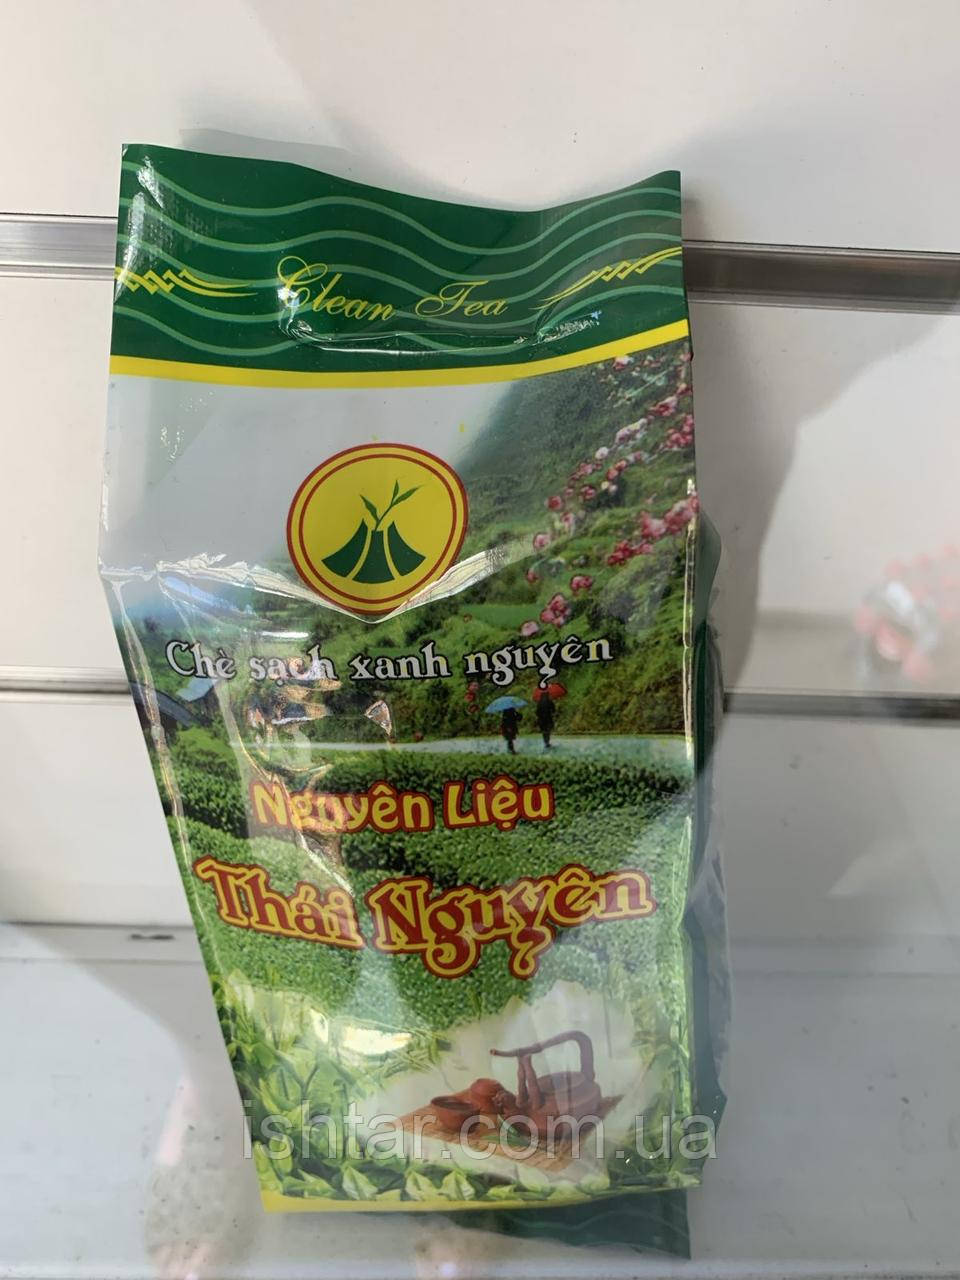 Clean Tea
Chè sạch xanh nguyên
Nguyên Liệu
Thái Nguyên
ishtar.com.ua